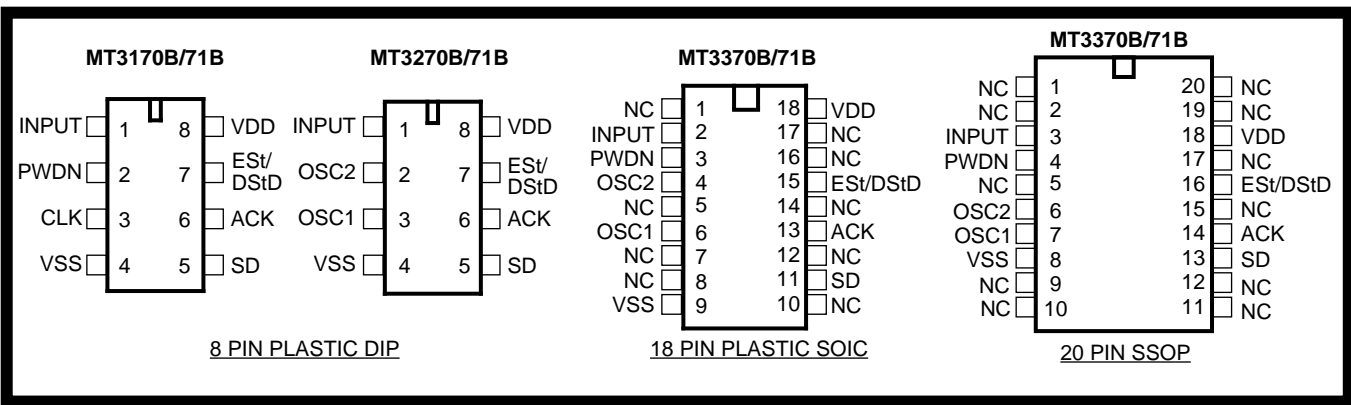 MT3170B/71B
INPUT 1 8 VDD
PWDN 2 7 ESt/
DStD
CLK 3 6 ACK
VSS 4 5 SD
MT3270B/71B
INPUT 1 8 VDD
OSC2 2 7 ESt/
DStD
OSC1 3 6 ACK
VSS 4 5 SD
8 PIN PLASTIC DIP
MT3370B/71B
NC 1 18 VDD
INPUT 2 17 NC
PWDN 3 16 NC
OSC2 4 15 ESt/DStD
NC 5 14 NC
OSC1 6 13 ACK
NC 7 12 NC
NC 8 11 SD
VSS 9 10 NC
18 PIN PLASTIC SOIC
MT3370B/71B
NC 1 20 NC
NC 2 19 NC
INPUT 3 18 VDD
PWDN 4 17 NC
NC 5 16 ESt/DStD
OSC2 6 15 NC
OSC1 7 14 ACK
VSS 8 13 SD
NC 9 12 NC
NC 10 11 NC
20 PIN SSOP